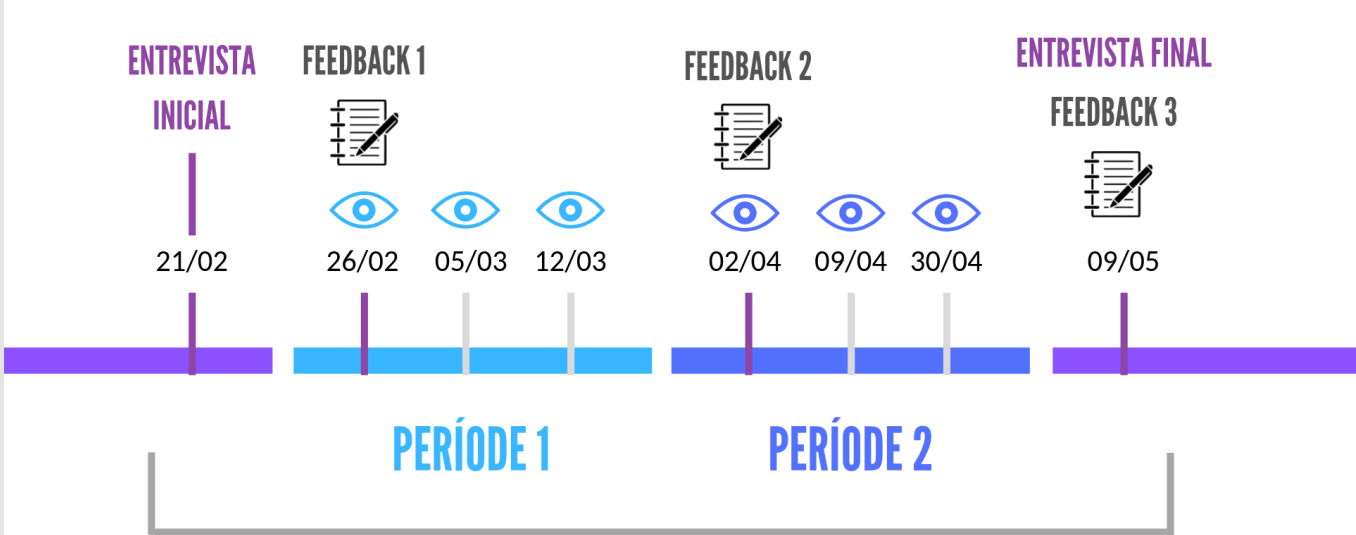 ENTREVISTA
INICIAL
FEEDBACK 1
FEEDBACK 2
ENTREVISTA FINAL
FEEDBACK 3
21/02
26/02
05/03
12/03
02/04
09/04
30/04
09/05
PERÍODE 1
PERÍODE 2